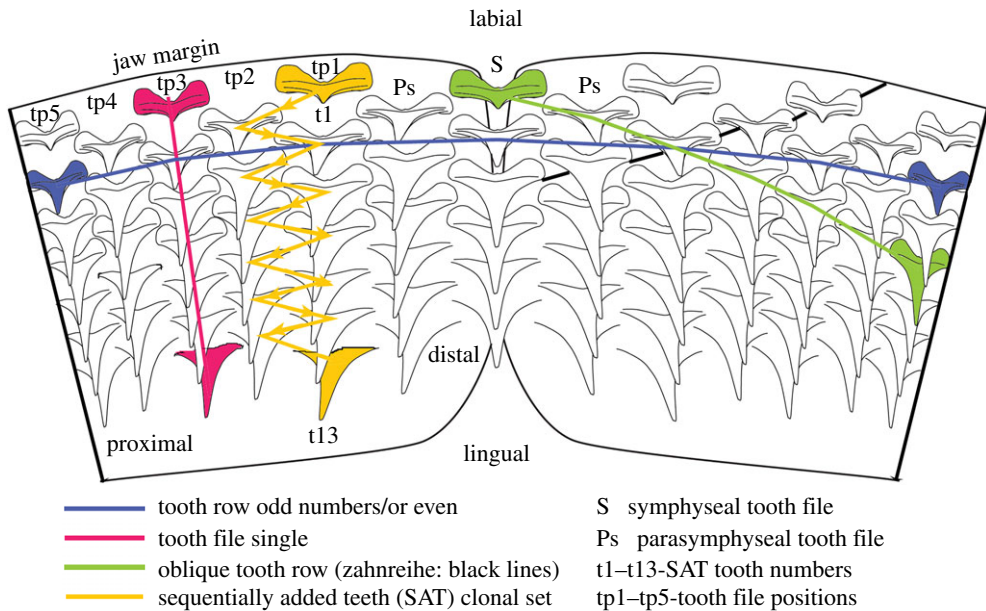 labial
jaw margin
tp5 tp4 tp3 tp2 tp1 S
t1 Ps Ps
distal
proximal t13
lingual
tooth row odd numbers/or even
tooth file single
oblique tooth row (zahnreihe: black lines)
sequentially added teeth (SAT) clonal set
S symphyseal tooth file
Ps parasymphyseal tooth file
t1–t13-SAT tooth numbers
tp1–tp5-tooth file positions